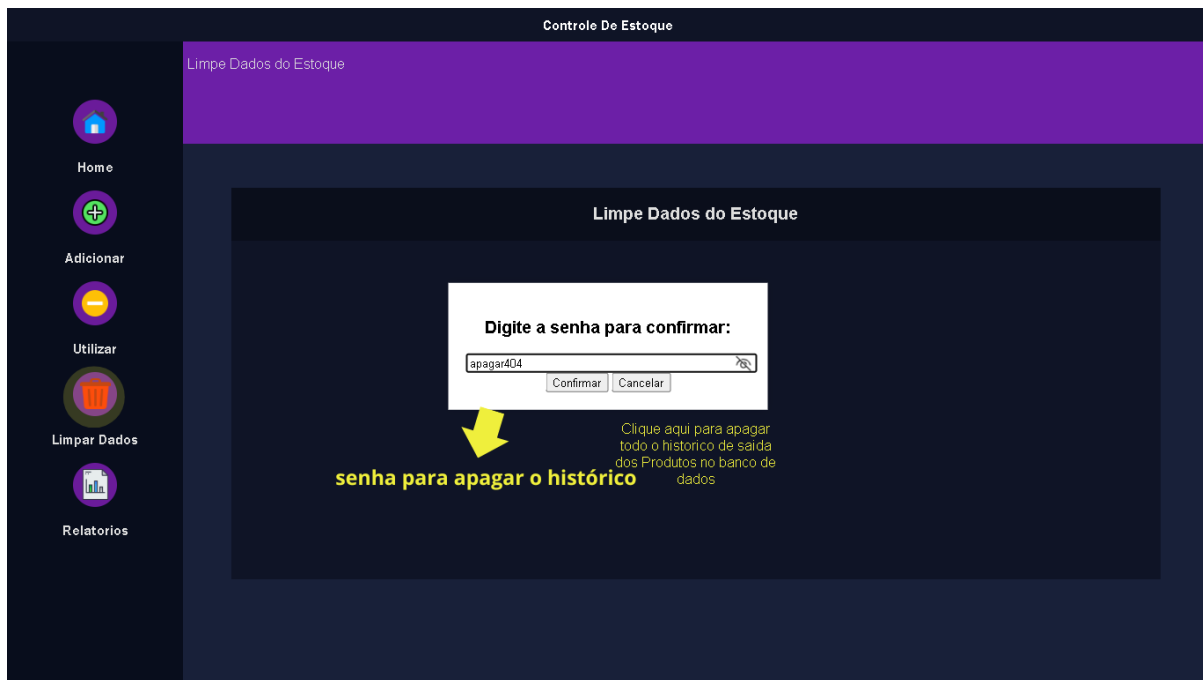 Controle De Estoque
Limpe Dados do Estoque
Home
Adicionar
Utilizar
Limpar Dados
Relatorios
Limpe Dados do Estoque
Digite a senha para confirmar:
apagar404
Confirmar Cancelar
Clique aqui para apagar
todo o historico de saida
dos Produtos no banco de
dados
senha para apagar o histórico